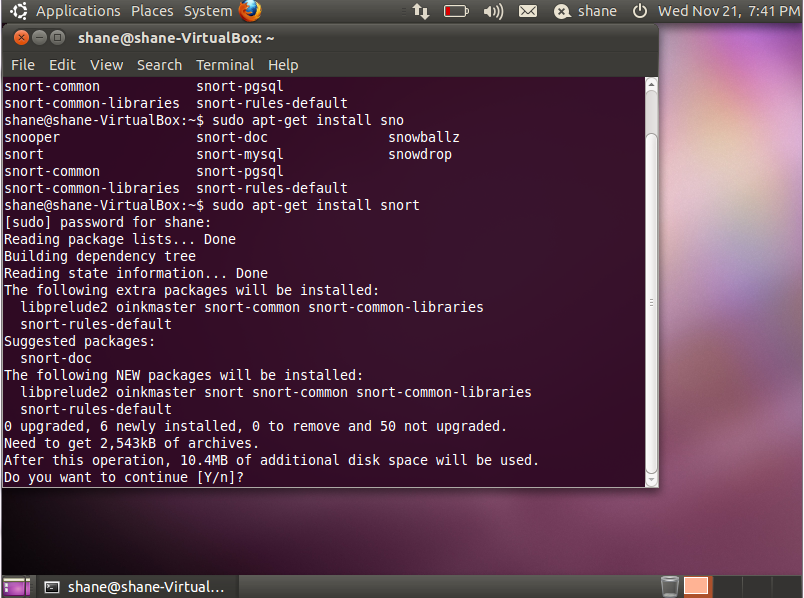 Applications Places System shane Wed Nov 21, 7:41 PM
shane@shane-VirtualBox: ~
File Edit View Search Terminal Help
snort-common snort-pgsql
snort-common-libraries snort-rules-default
shane@shane-VirtualBox:~$ sudo apt-get install sno
snooper snort-doc snowballz
snort snort-mysql snowdrop
snort-common snort-pgsql
snort-common-libraries snort-rules-default
shane@shane-VirtualBox:~$ sudo apt-get install snort
[sudo] password for shane:
Reading package lists... Done
Building dependency tree
Reading state information... Done
The following extra packages will be installed:
libprelude2 oinkmaster snort-common snort-common-libraries
snort-rules-default
Suggested packages:
snort-doc
The following NEW packages will be installed:
libprelude2 oinkmaster snort snort-common snort-common-libraries
snort-rules-default
0 upgraded, 6 newly installed, 0 to remove and 50 not upgraded.
Need to get 2,543kB of archives.
After this operation, 10.4MB of additional disk space will be used.
Do you want to continue [Y/n]?
shane@shane-Virtual...